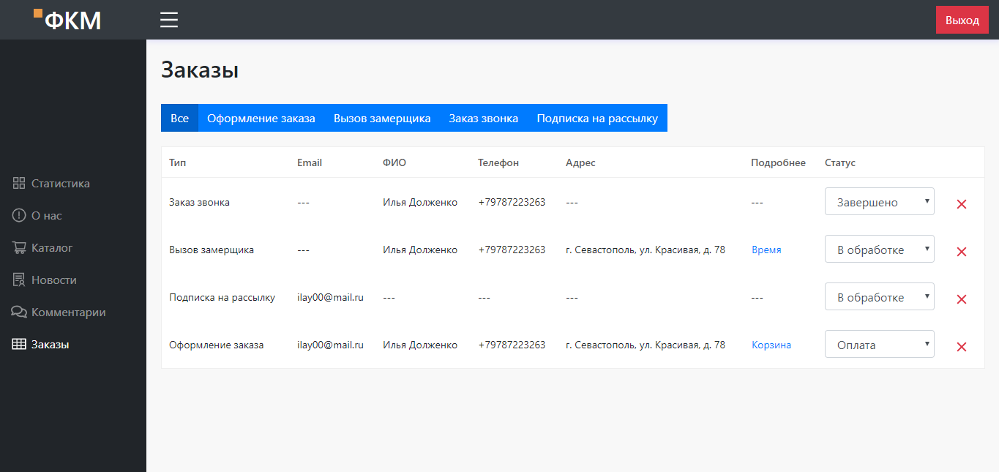 ФКМ
Выход
Заказы
Все Оформление заказа Вызов замерщика Заказ звонка Подписка на рассылку
Тип Email ФИО Телефон Адрес Подробнее Статус
Заказ звонка --- Илья Долженко +79787223263 --- --- Завершено
Вызов замерщика --- Илья Долженко +79787223263 г. Севастополь, ул. Красивая, д. 78 Время В обработке
Подписка на рассылку ilay00@mail.ru --- --- --- --- В обработке
Оформление заказа ilay00@mail.ru Илья Долженко +79787223263 г. Севастополь, ул. Красивая, д. 78 Корзина Оплата
Статистика
О нас
Каталог
Новости
Комментарии
Заказы